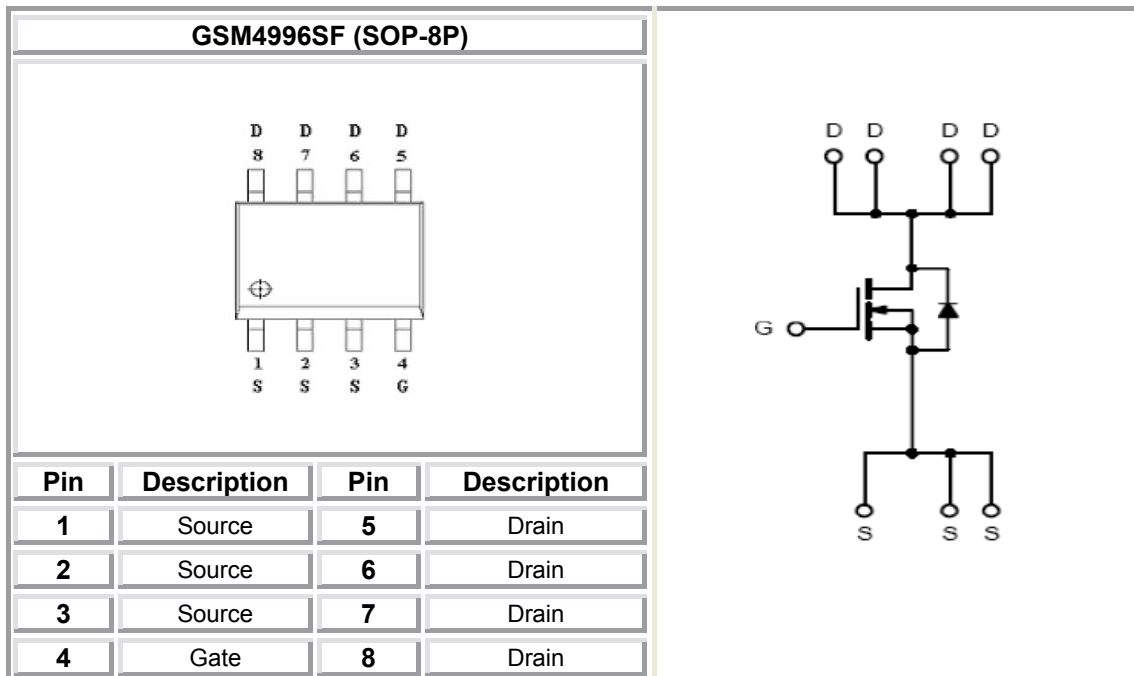 GSM4996SF (SOP-8P)
D D D D
8 7 6 5
1 2 3 4
S S S G
Pin Description Pin Description
1 Source 5 Drain
2 Source 6 Drain
3 Source 7 Drain
4 Gate 8 Drain
D D D D
G
S S S